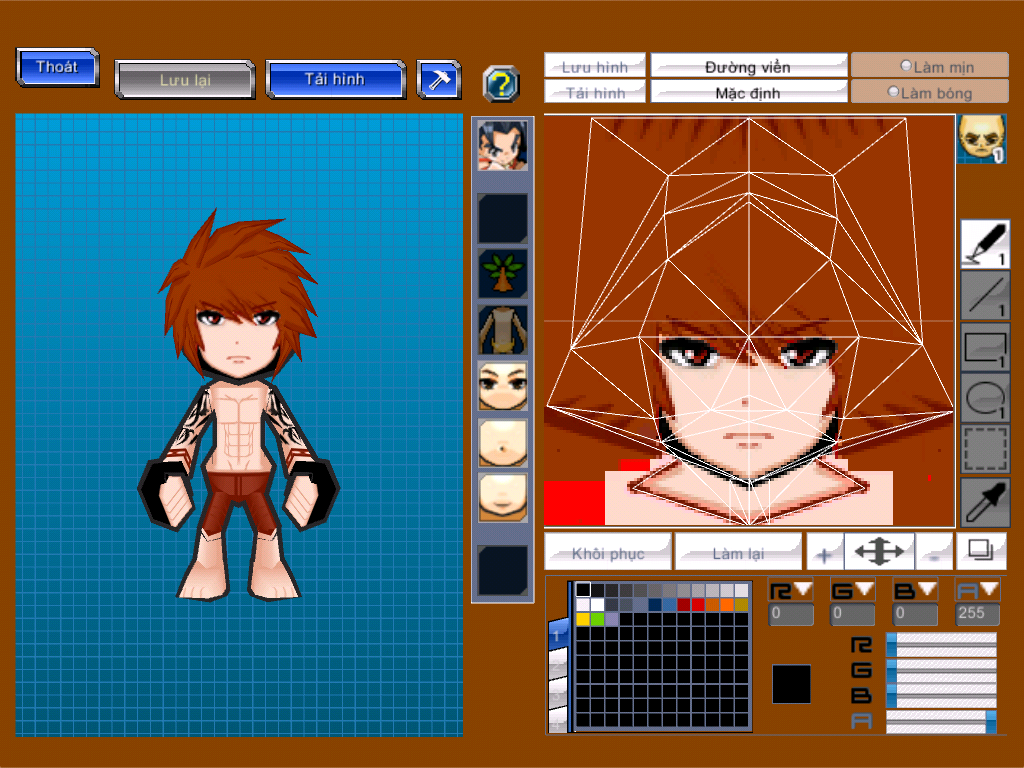 Thoát
Lưu lại
Tải hình
?
Lưu hình
Đường viền
Làm mịn
Tải hình
Mặc định
Làm bóng
1
1
1
1
1
Khôi phục
Làm lại
+
-
R G B A
0 0 0 255
1
R
G
B
A